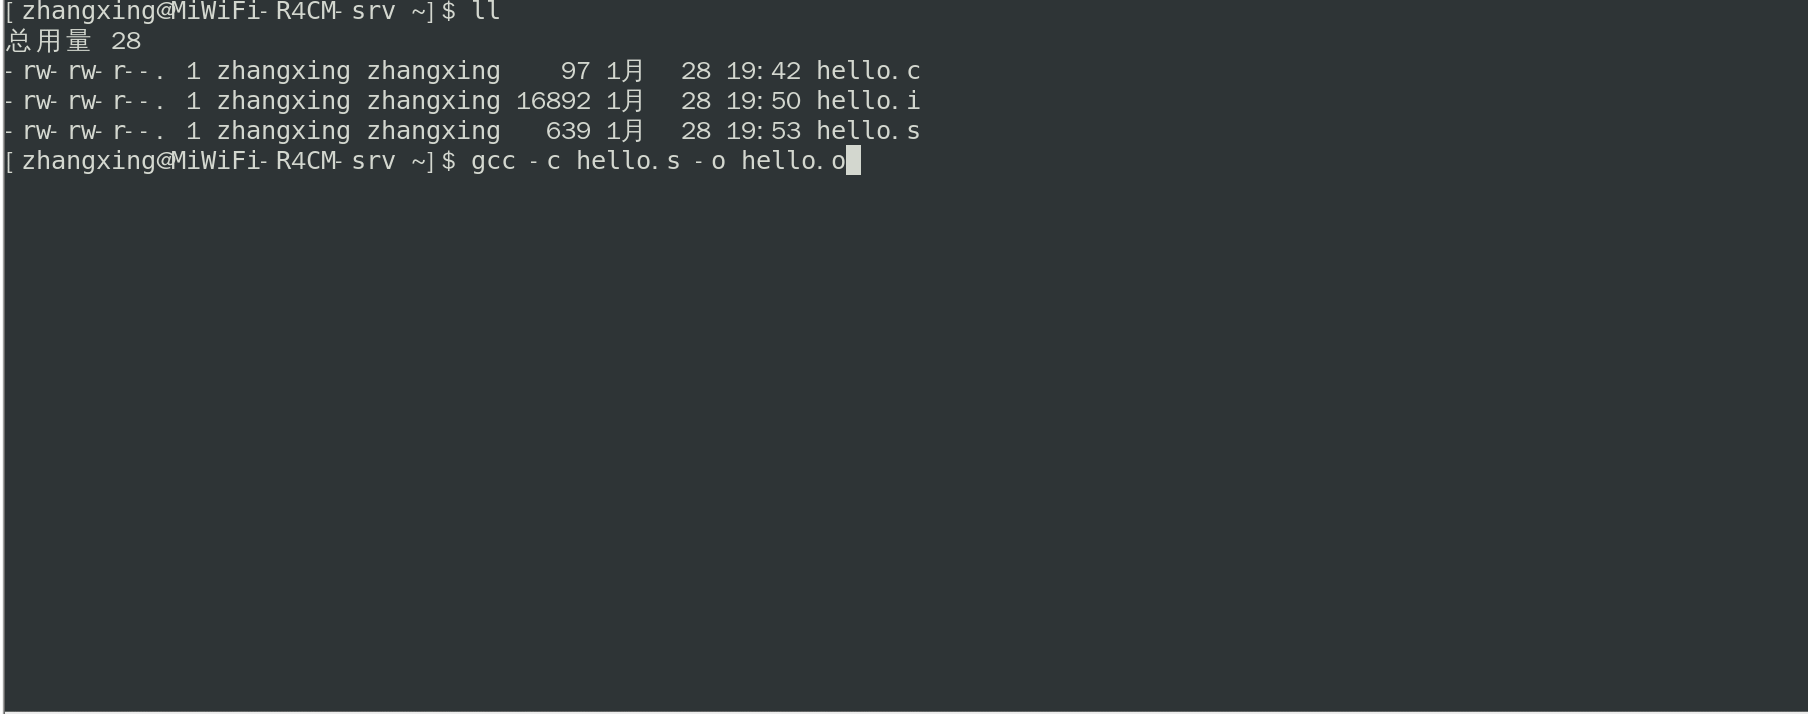 [zhangxing@MiWiFi-R4CM-srv ~]$ ll
总用量 28
-rw-rw-r--. 1 zhangxing zhangxing    97 1月  28 19:42 hello.c
-rw-rw-r--. 1 zhangxing zhangxing 16892 1月  28 19:50 hello.i
-rw-rw-r--. 1 zhangxing zhangxing   639 1月  28 19:53 hello.s
[zhangxing@MiWiFi-R4CM-srv ~]$ gcc -c hello.s -o hello.o